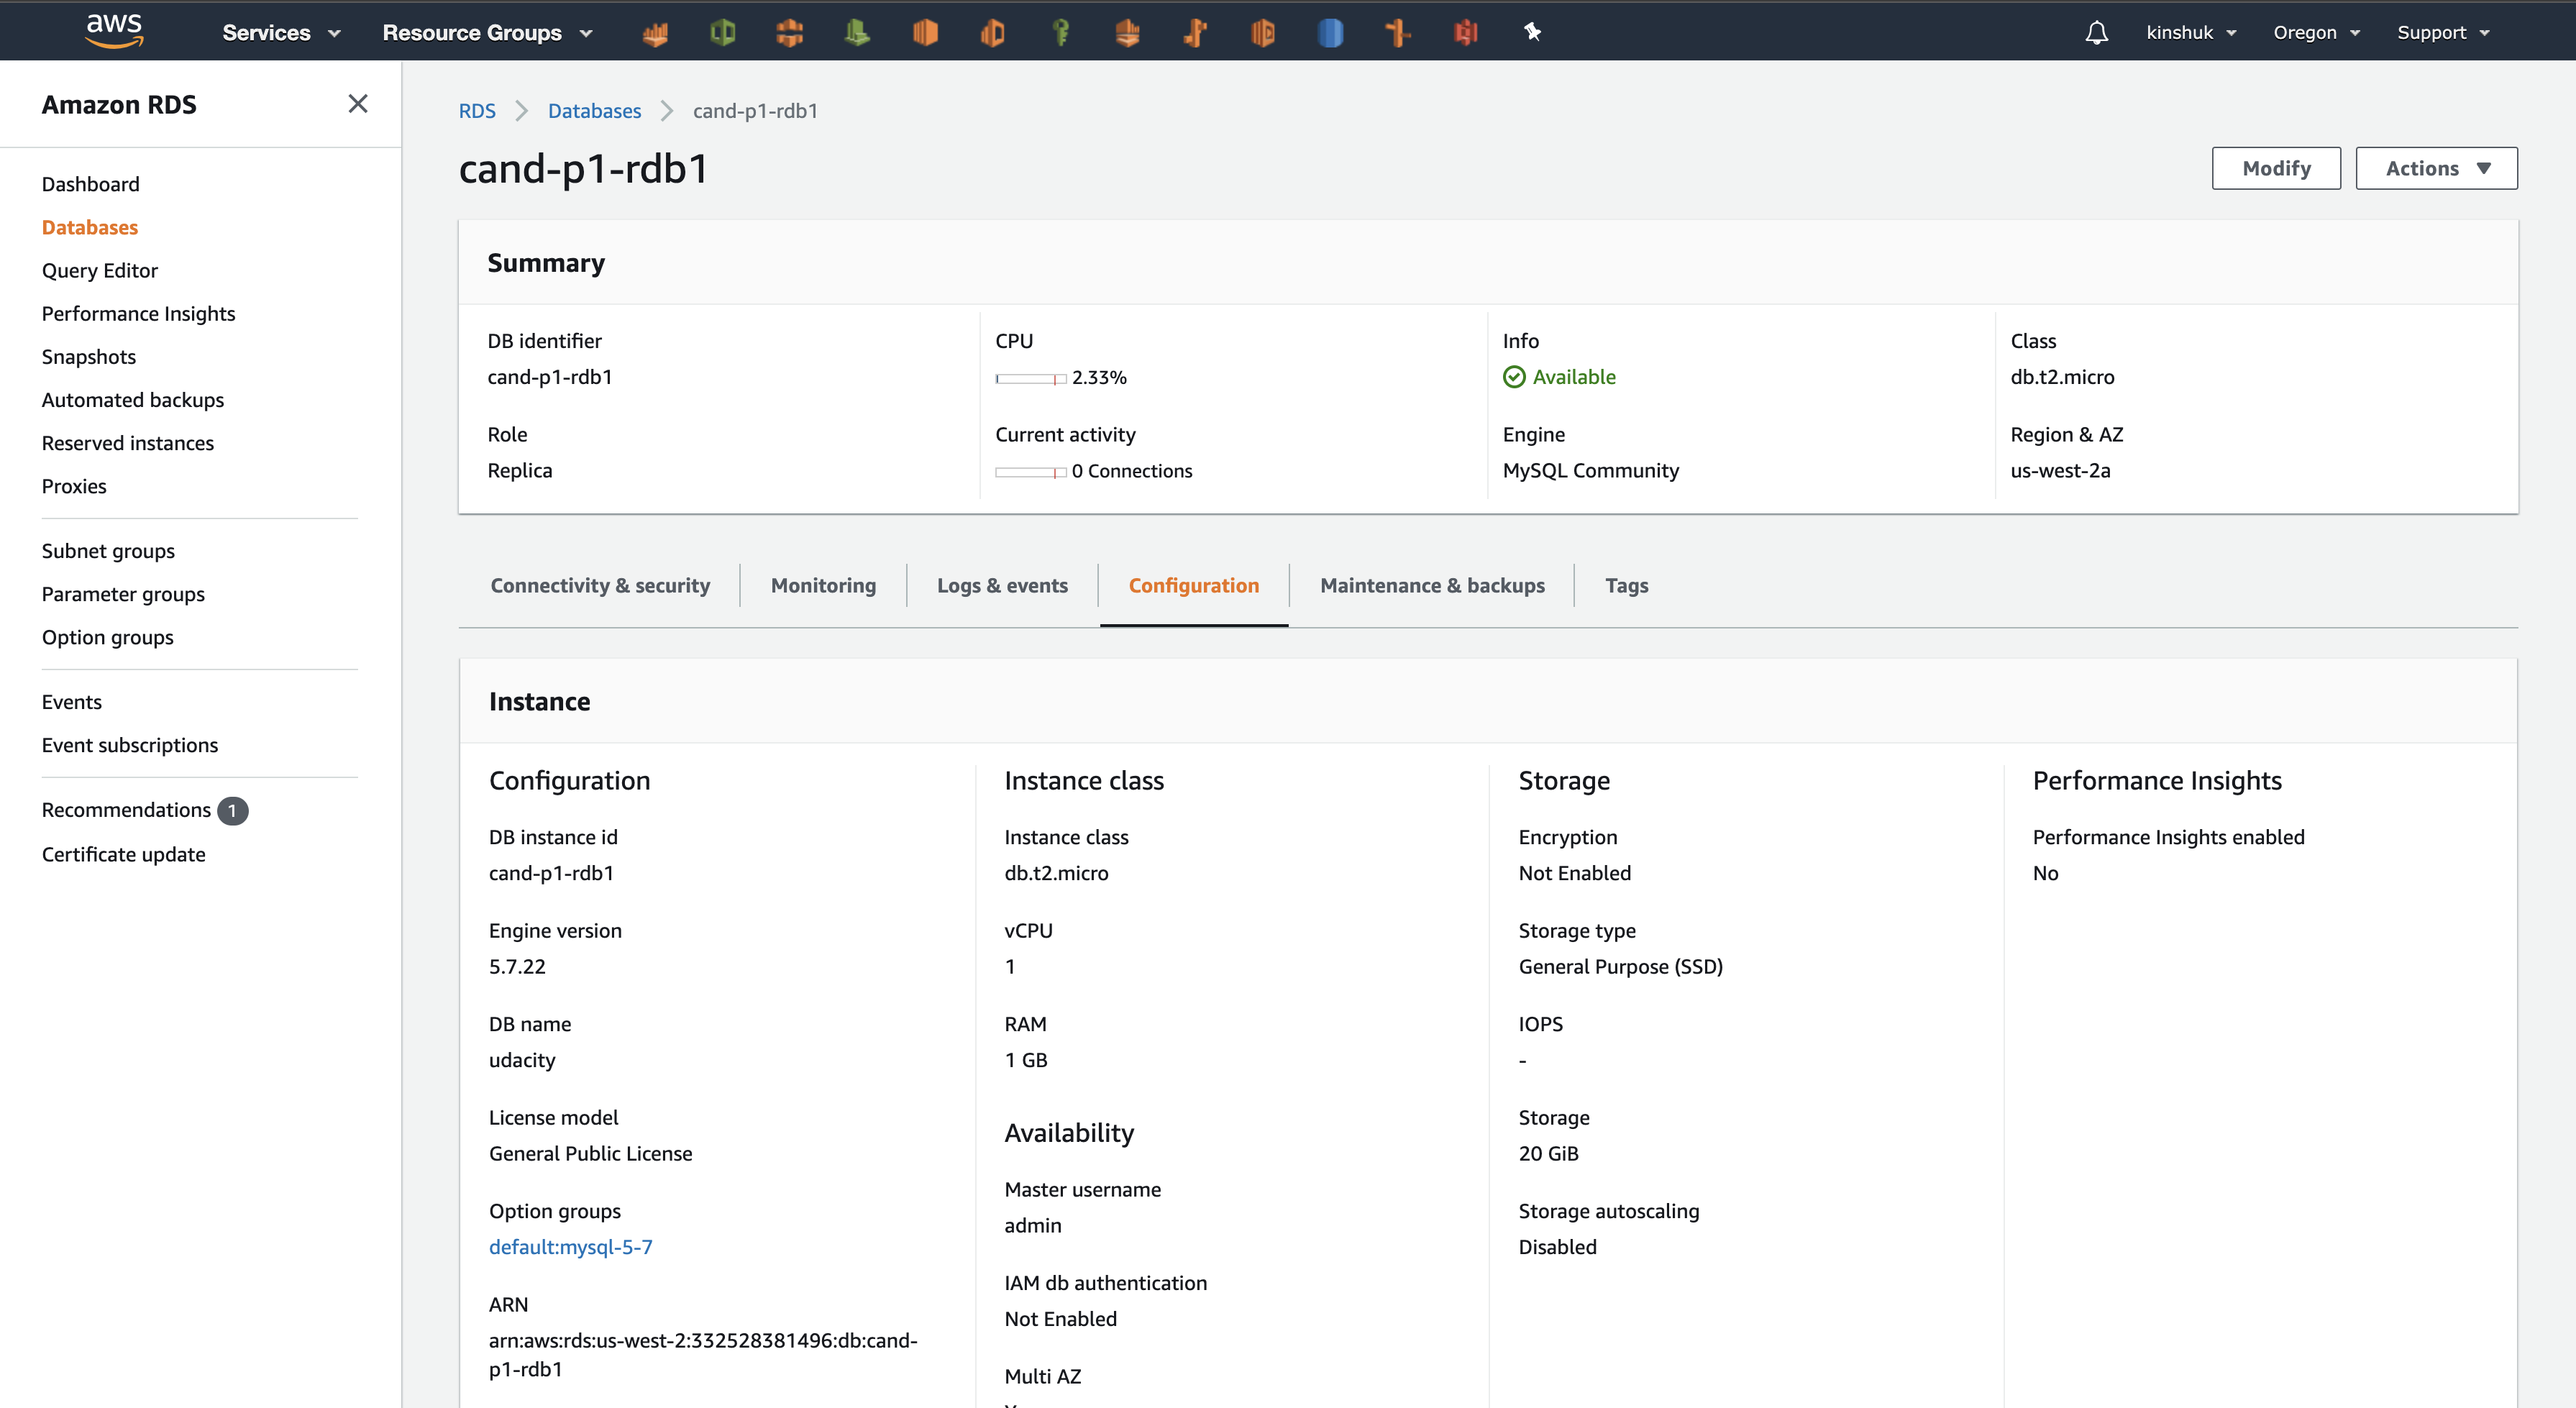 aws
Services
Resource Groups
kinshuk
Oregon
Support
Amazon RDS
Dashboard
Databases
Query Editor
Performance Insights
Snapshots
Automated backups
Reserved instances
Proxies
Subnet groups
Parameter groups
Option groups
Events
Event subscriptions
Recommendations 1
Certificate update
RDS > Databases > cand-p1-rdb1
cand-p1-rdb1
Modify
Actions
Summary
DB identifier
cand-p1-rdb1
CPU
2.33%
Info
Available
Class
db.t2.micro
Role
Replica
Current activity
0 Connections
Engine
MySQL Community
Region & AZ
us-west-2a
Connectivity & security
Monitoring
Logs & events
Configuration
Maintenance & backups
Tags
Instance
Configuration
DB instance id
cand-p1-rdb1
Engine version
5.7.22
DB name
udacity
License model
General Public License
Option groups
default:mysql-5-7
ARN
arn:aws:rds:us-west-2:332528381496:db:cand-
p1-rdb1
Instance class
Instance class
db.t2.micro
vCPU
1
RAM
1 GB
Availability
Master username
admin
IAM db authentication
Not Enabled
Multi AZ
Storage
Encryption
Not Enabled
Storage type
General Purpose (SSD)
IOPS
-
Storage
20 GiB
Storage autoscaling
Disabled
Performance Insights
Performance Insights enabled
No